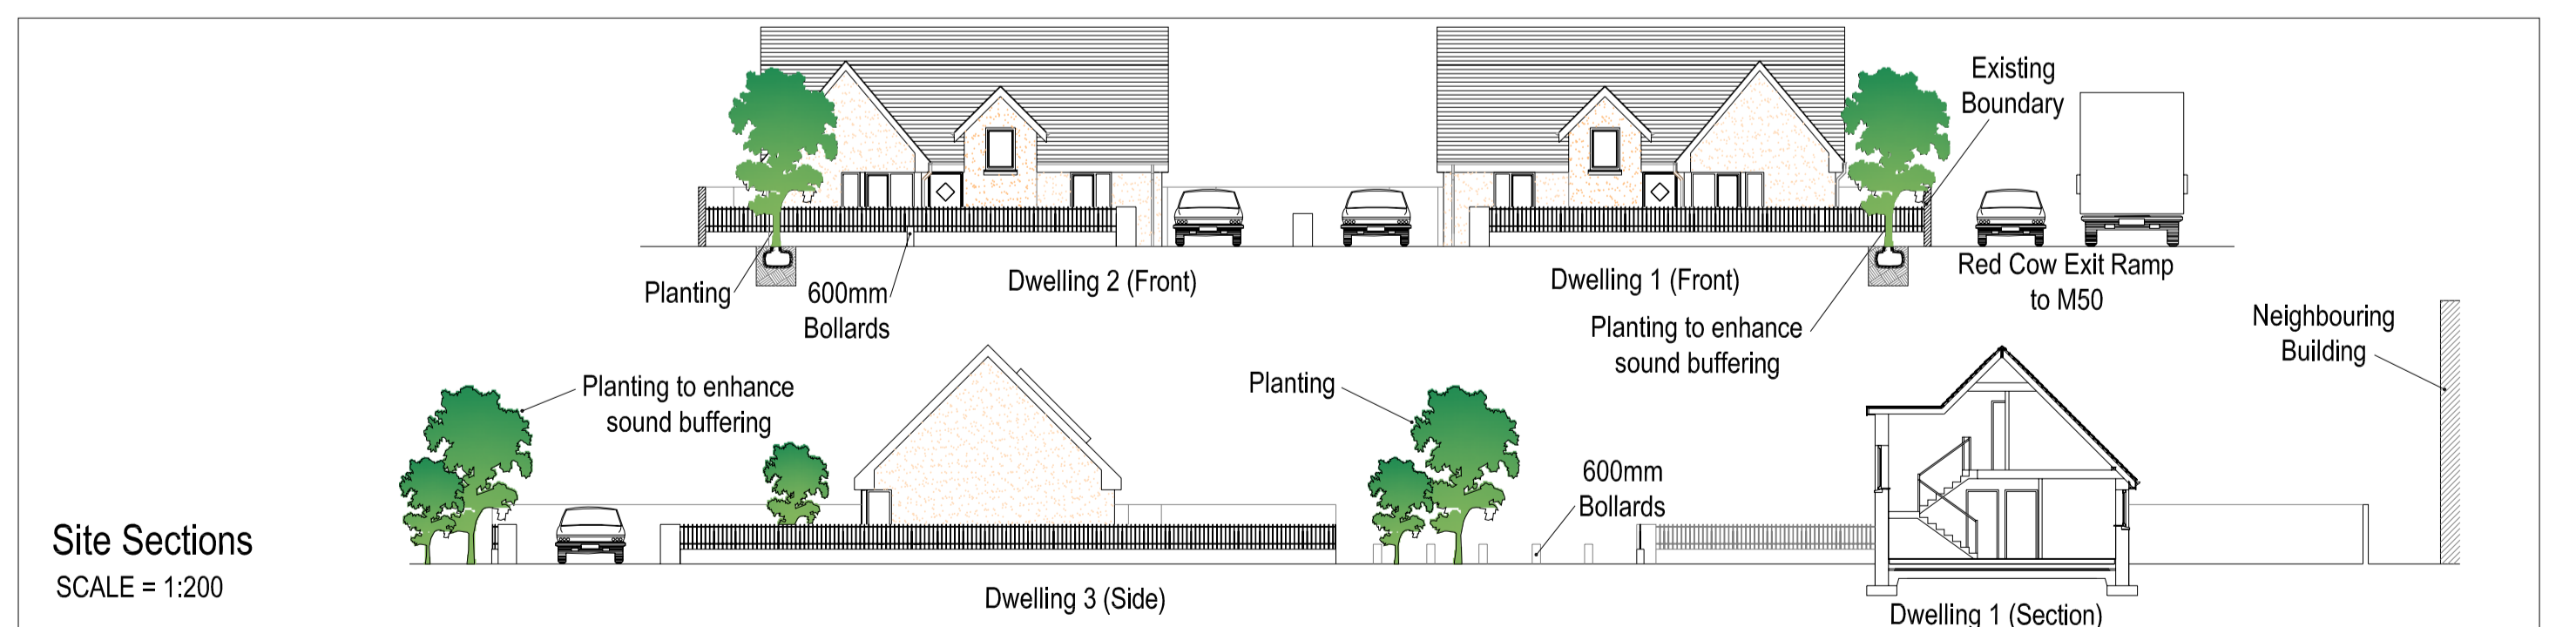 Existing
Boundary
Planting
600mm
Bollards
Dwelling 2 (Front)
Dwelling 1 (Front)
Red Cow Exit Ramp
to M50
Planting to enhance
sound buffering
Neighbouring
Building
Planting to enhance
sound buffering
Planting
600mm
Bollards
Site Sections
SCALE = 1:200
Dwelling 3 (Side)
Dwelling 1 (Section)